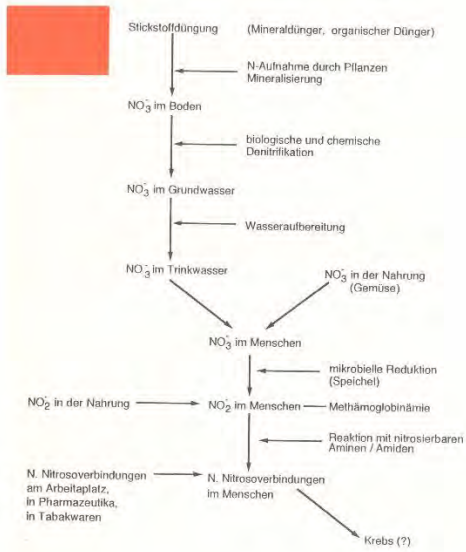 Stickstoffdüngung (Mineraldünger, organischer Dünger)
N-Aufnahme durch Pflanzen
Mineralisierung
NO₃⁻ im Boden
biologische und chemische
Denitrifikation
NO₃⁻ im Grundwasser
Wasseraufbereitung
NO₃⁻ im Trinkwasser
NO₃⁻ in der Nahrung
(Gemüse)
NO₃⁻ im Menschen
mikrobielle Reduktion
(Speichel)
NO₂⁻ in der Nahrung
NO₂⁻ im Menschen
Methämoglobinämie
Reaktion mit nitrosierbaren
Aminen / Amiden
N. Nitrosoverbindungen
am Arbeitaplatz,
in Pharmazeutika,
in Tabakwaren
N. Nitrosoverbindungen
im Menschen
Krebs (?)